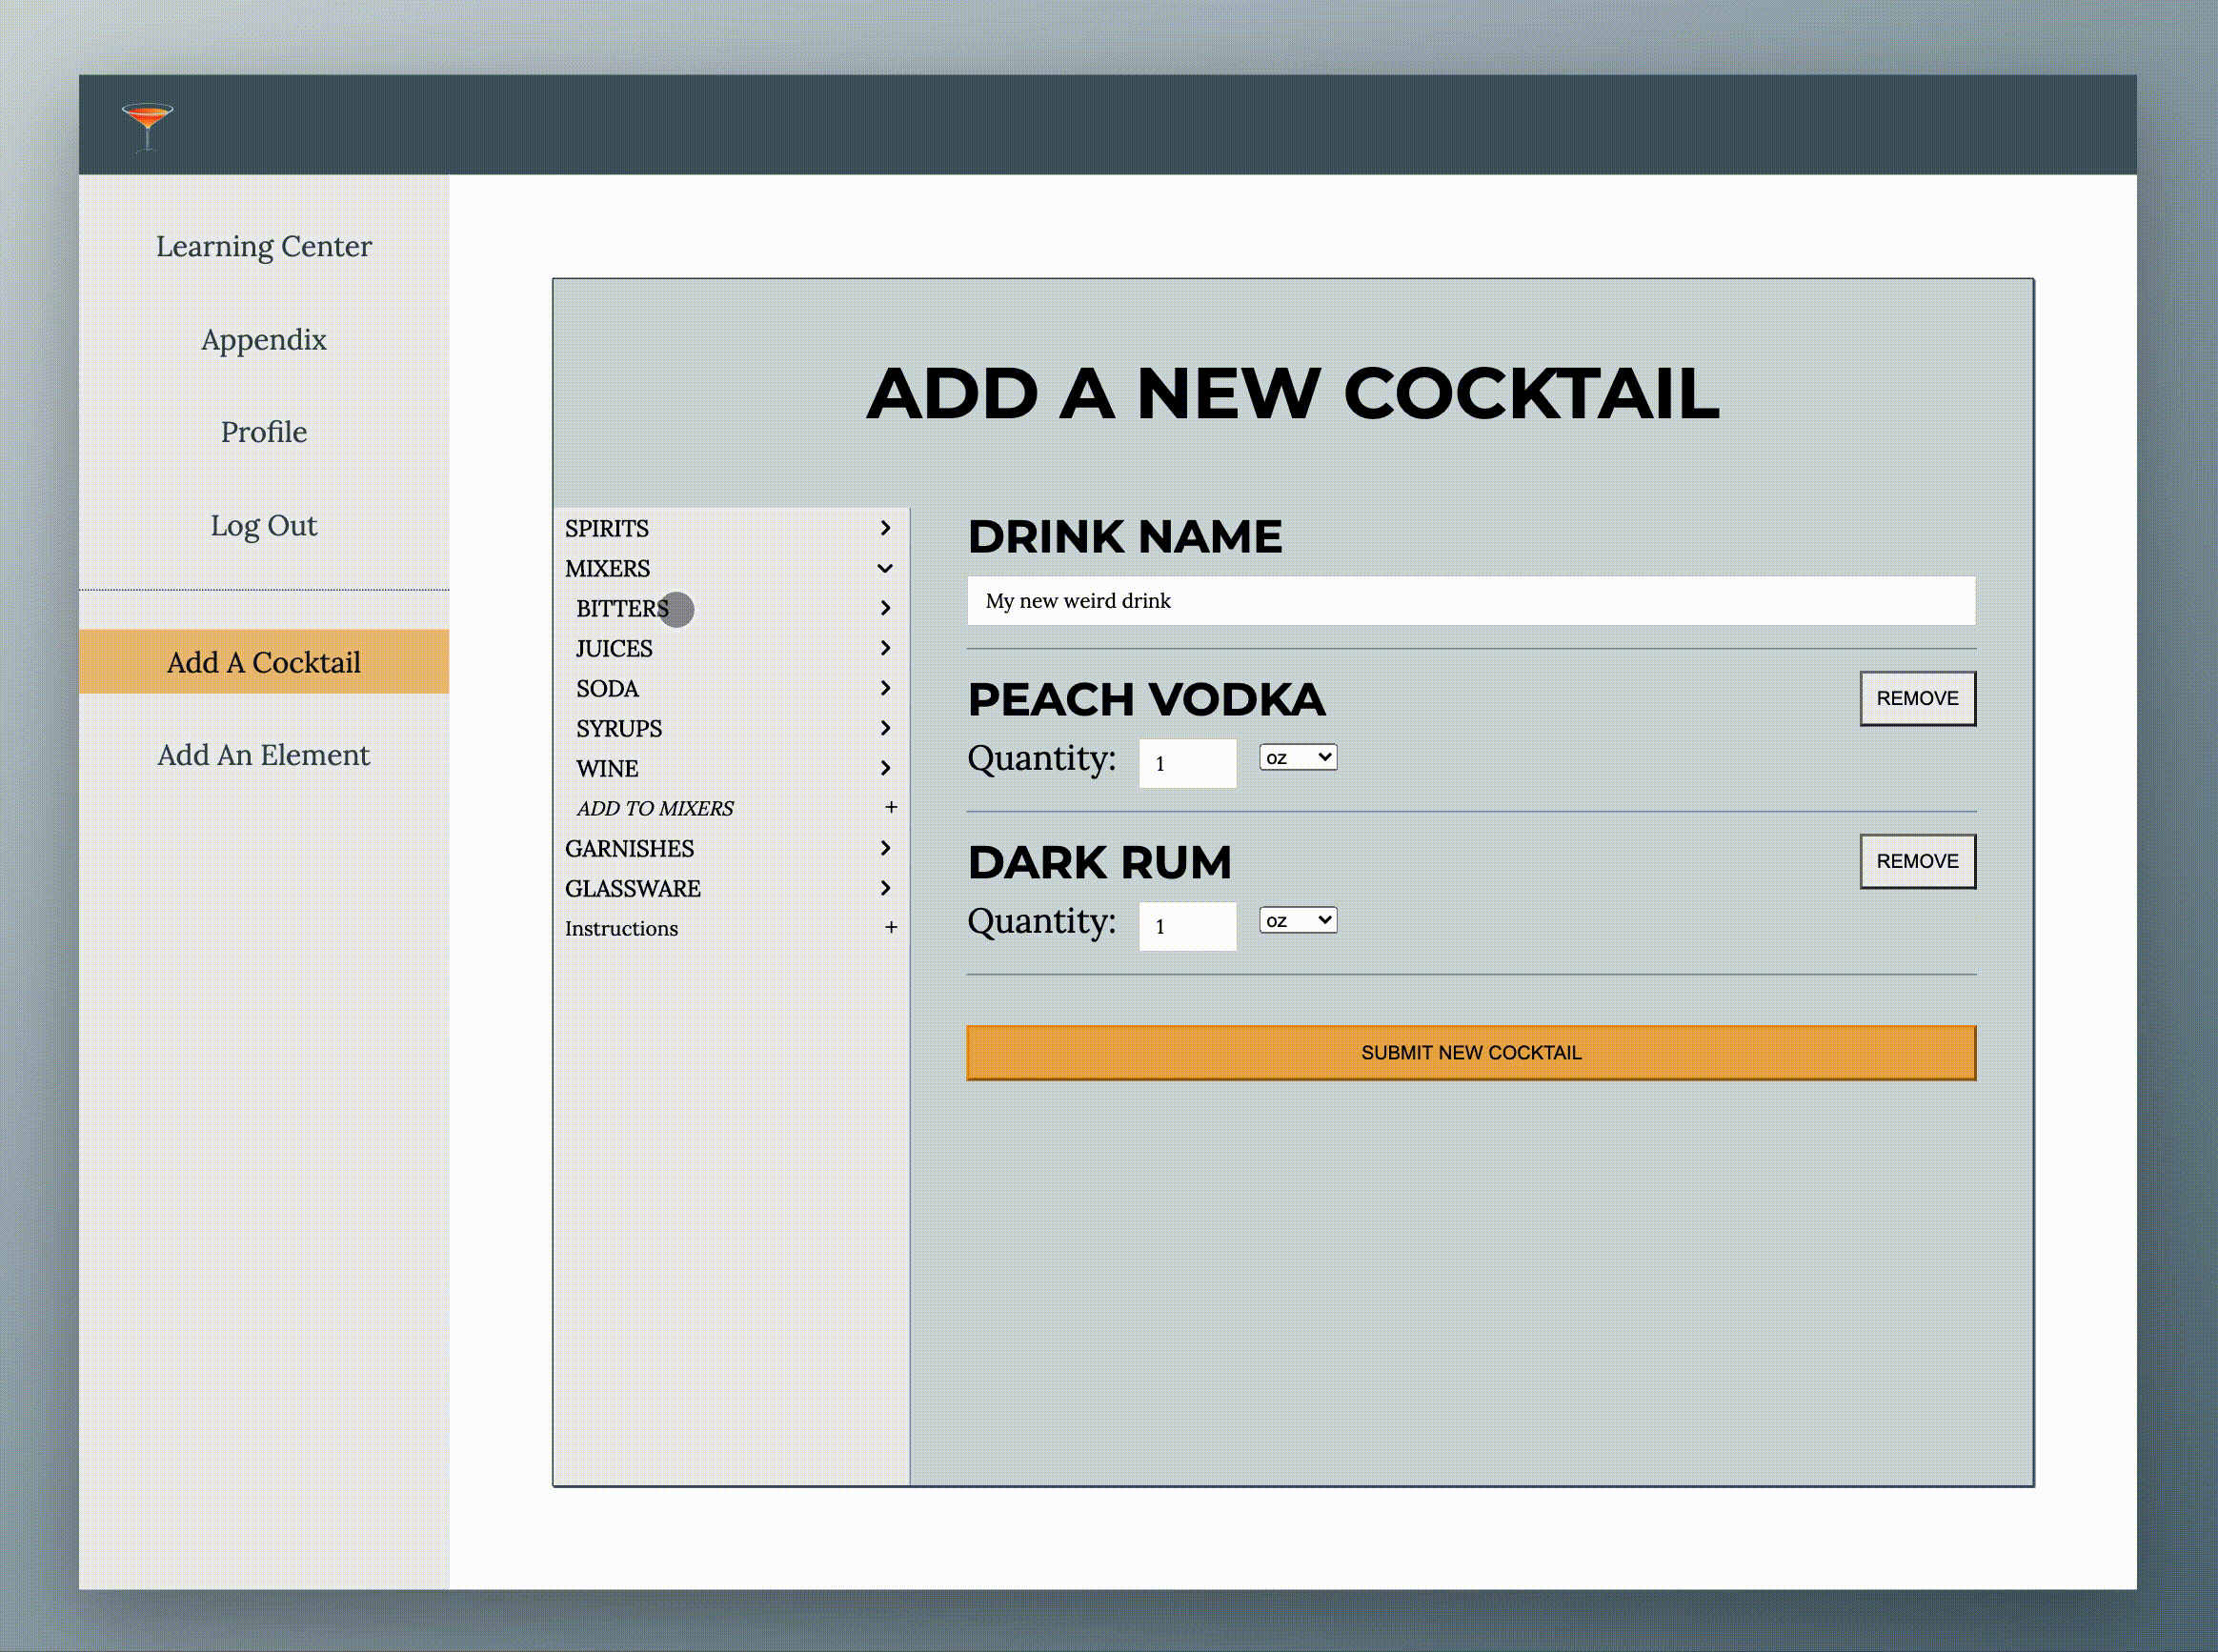 Learning Center
Appendix
Profile
Log Out
Add A Cocktail
Add An Element
ADD A NEW COCKTAIL
SPIRITS
MIXERS
BITTERS
JUICES
SODA
SYRUPS
WINE
ADD TO MIXERS +
GARNISHES
GLASSWARE
Instructions +
DRINK NAME
My new weird drink
PEACH VODKA
REMOVE
Quantity: 1 oz
DARK RUM
REMOVE
Quantity: 1 oz
SUBMIT NEW COCKTAIL